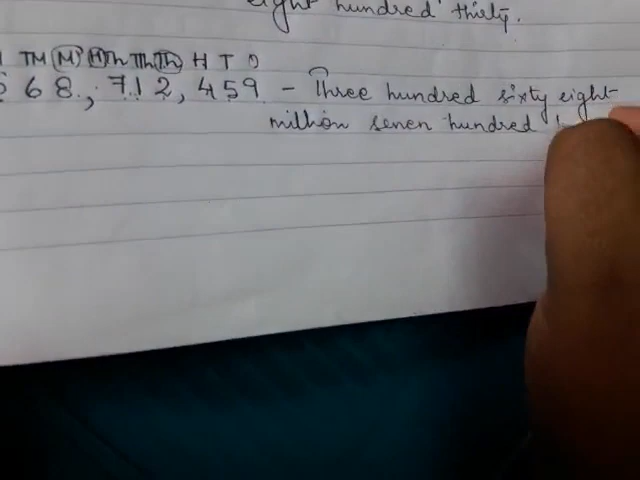 eight hundred thirty.
TM M HTh TTh Th H T O
68,712,459 - Three hundred sixty eight
million seven hundred